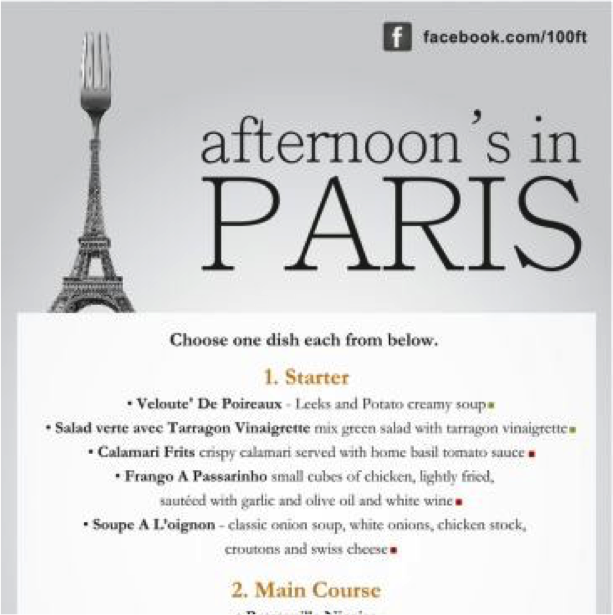 f facebook.com/100ft
afternoon's in
PARIS
Choose one dish each from below.
1. Starter
• Veloute' De Poireaux - Leeks and Potato creamy soup
• Salad verte avec Tarragon Vinaigrette mix green salad with tarragon vinaigrette
• Calamari Frits crispy calamari served with home basil tomato sauce
• Frango A Passarinho small cubes of chicken, lightly fried,
sautéed with garlic and olive oil and white wine
• Soupe A L'oignon - classic onion soup, white onions, chicken stock,
croutons and swiss cheese
2. Main Course